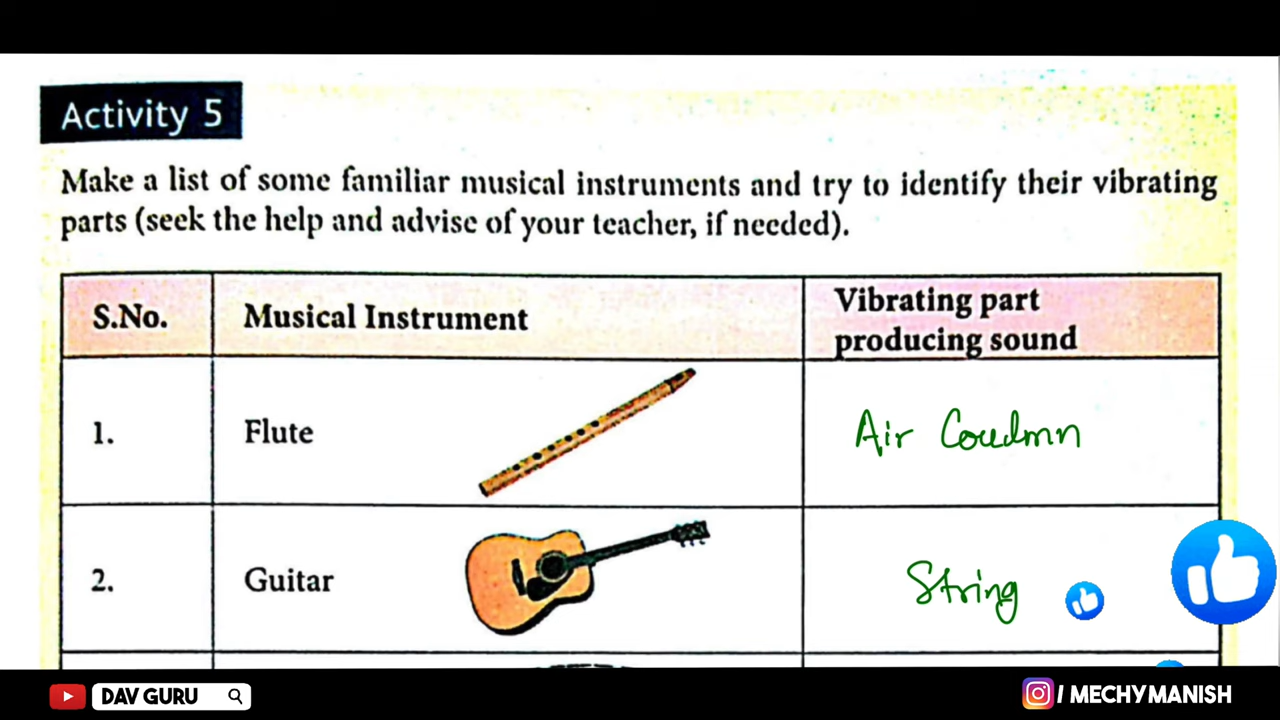 Activity 5
Make a list of some familiar musical instruments and try to identify their vibrating
parts (seek the help and advise of your teacher, if needed).
S.No.
Musical Instrument
Vibrating part
producing sound
1.
Flute
Air Coudmn
2.
Guitar
String
DAV GURU
/ MECHYMANISH